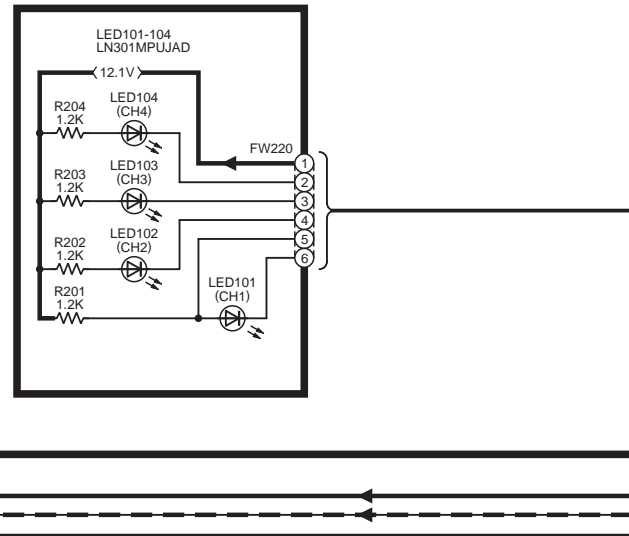 LED101-104
LN301MPUJAD
12.1V
R204
1.2K
LED104
(CH4)
FW220
1
R203
1.2K
LED103
(CH3)
2
3
R202
1.2K
LED102
(CH2)
4
5
6
R201
1.2K
LED101
(CH1)